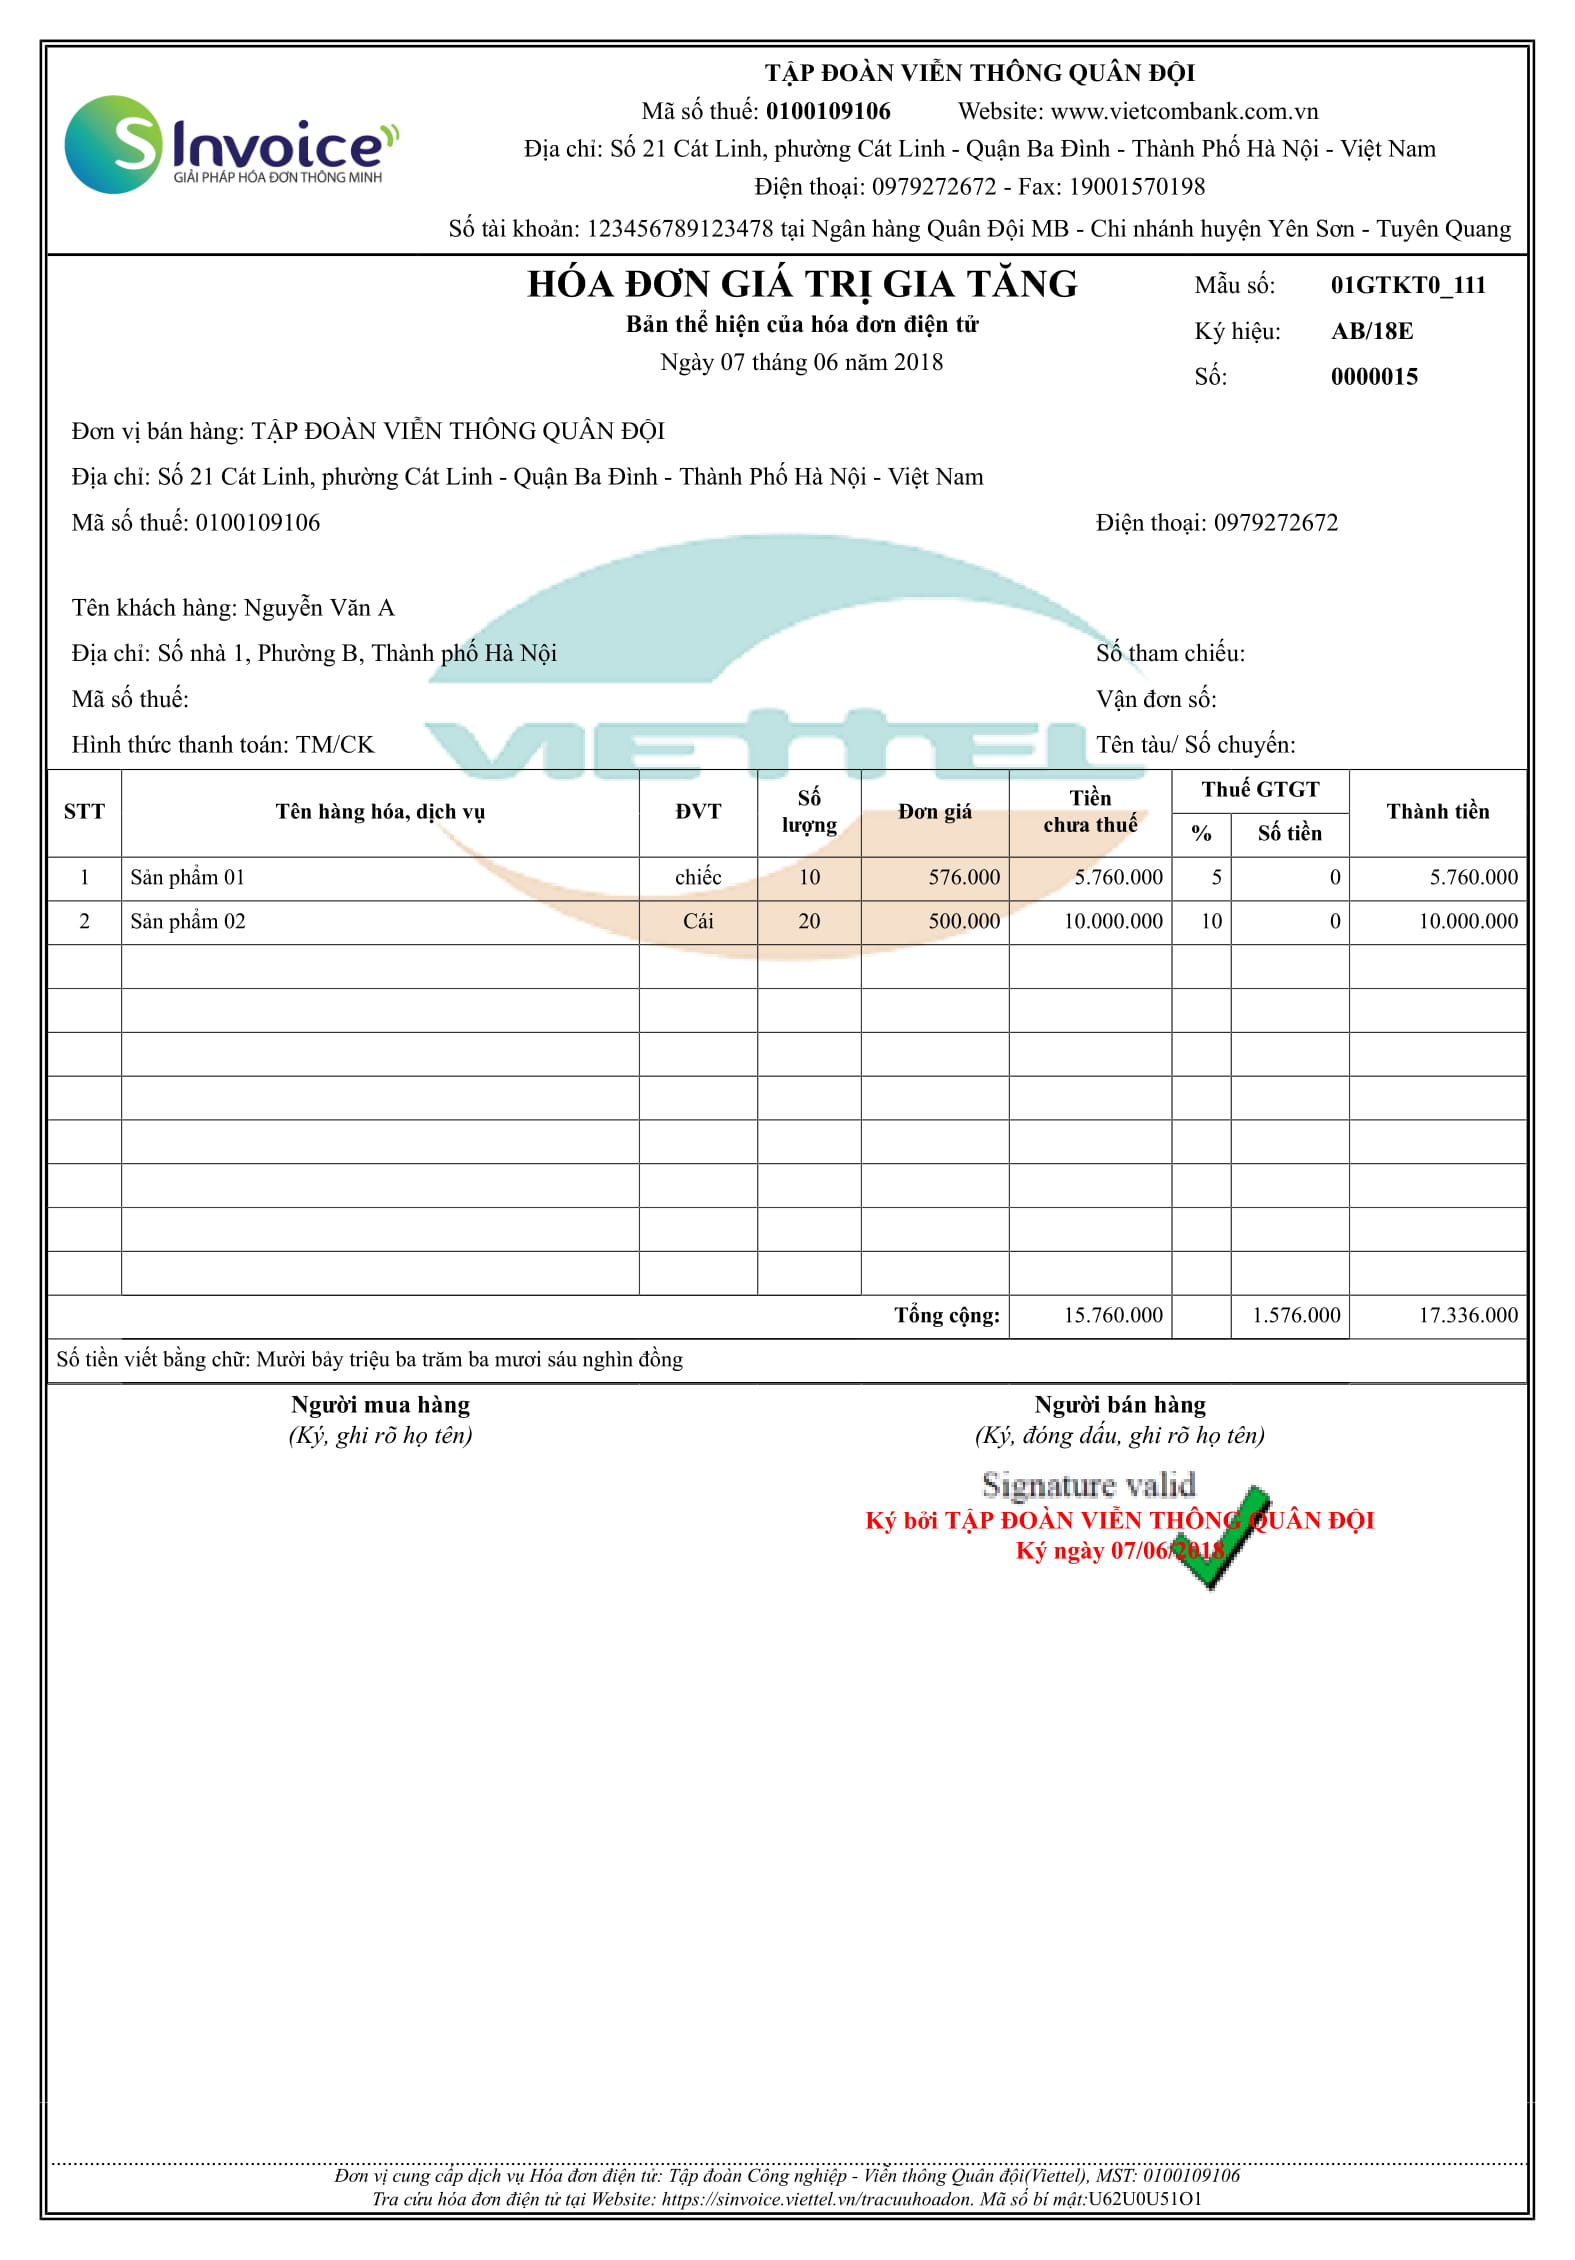 S Invoice
GIẢI PHÁP HÓA ĐƠN THÔNG MINH
TẬP ĐOÀN VIỄN THÔNG QUÂN ĐỘI
Mã số thuế: 0100109106 Website: www.vietcombank.com.vn
Địa chỉ: Số 21 Cát Linh, phường Cát Linh - Quận Ba Đình - Thành Phố Hà Nội - Việt Nam
Điện thoại: 0979272672 - Fax: 19001570198
Số tài khoản: 123456789123478 tại Ngân hàng Quân Đội MB - Chi nhánh huyện Yên Sơn - Tuyên Quang
HÓA ĐƠN GIÁ TRỊ GIA TĂNG
Bản thể hiện của hóa đơn điện tử
Ngày 07 tháng 06 năm 2018
Mẫu số: 01GTKT0_111
Ký hiệu: AB/18E
Số: 0000015
Đơn vị bán hàng: TẬP ĐOÀN VIỄN THÔNG QUÂN ĐỘI
Địa chỉ: Số 21 Cát Linh, phường Cát Linh - Quận Ba Đình - Thành Phố Hà Nội - Việt Nam
Mã số thuế: 0100109106 Điện thoại: 0979272672
Tên khách hàng: Nguyễn Văn A
Địa chỉ: Số nhà 1, Phường B, Thành phố Hà Nội Số tham chiếu:
Mã số thuế: Vận đơn số:
Hình thức thanh toán: TM/CK Tên tàu/ Số chuyến:
VIETTEL
STT Tên hàng hóa, dịch vụ ĐVT Số lượng Đơn giá Tiền chưa thuế Thuế GTGT Thành tiền
% Số tiền
1 Sản phẩm 01 chiếc 10 576.000 5.760.000 5 0 5.760.000
2 Sản phẩm 02 Cái 20 500.000 10.000.000 10 0 10.000.000
Tổng cộng: 15.760.000 1.576.000 17.336.000
Số tiền viết bằng chữ: Mười bảy triệu ba trăm ba mươi sáu nghìn đồng
Người mua hàng Người bán hàng
(Ký, ghi rõ họ tên) (Ký, đóng dấu, ghi rõ họ tên)
Signature valid
Ký bởi TẬP ĐOÀN VIỄN THÔNG QUÂN ĐỘI
Ký ngày 07/06/2018
Đơn vị cung cấp dịch vụ Hóa đơn điện tử: Tập đoàn Công nghiệp - Viễn thông Quân đội(Viettel), MST: 0100109106
Tra cứu hóa đơn điện tử tại Website: https://sinvoice.viettel.vn/tracuuhoadon. Mã số bí mật:U62U0U51O1